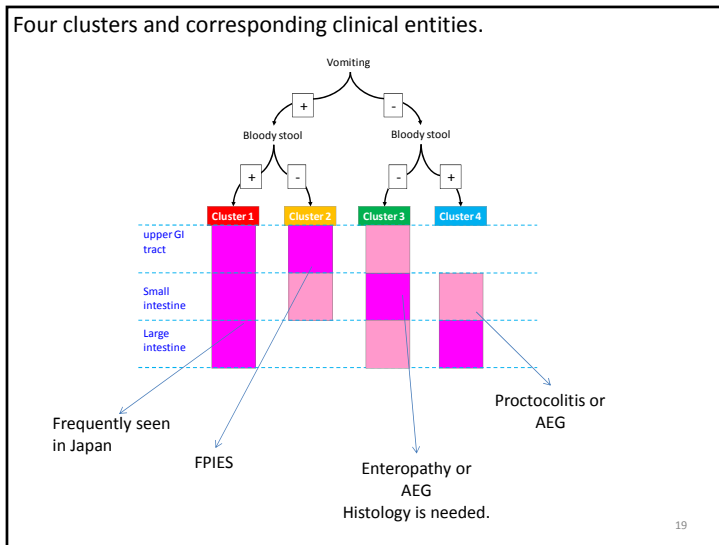 Four clusters and corresponding clinical entities.
Vomiting
+
-
Bloody stool
Bloody stool
+
-
-
+
Cluster 1
Cluster 2
Cluster 3
Cluster 4
upper GI
tract
Small
intestine
Large
intestine
Frequently seen
in Japan
FPIES
Enteropathy or
AEG
Histology is needed.
Proctocolitis or
AEG
19